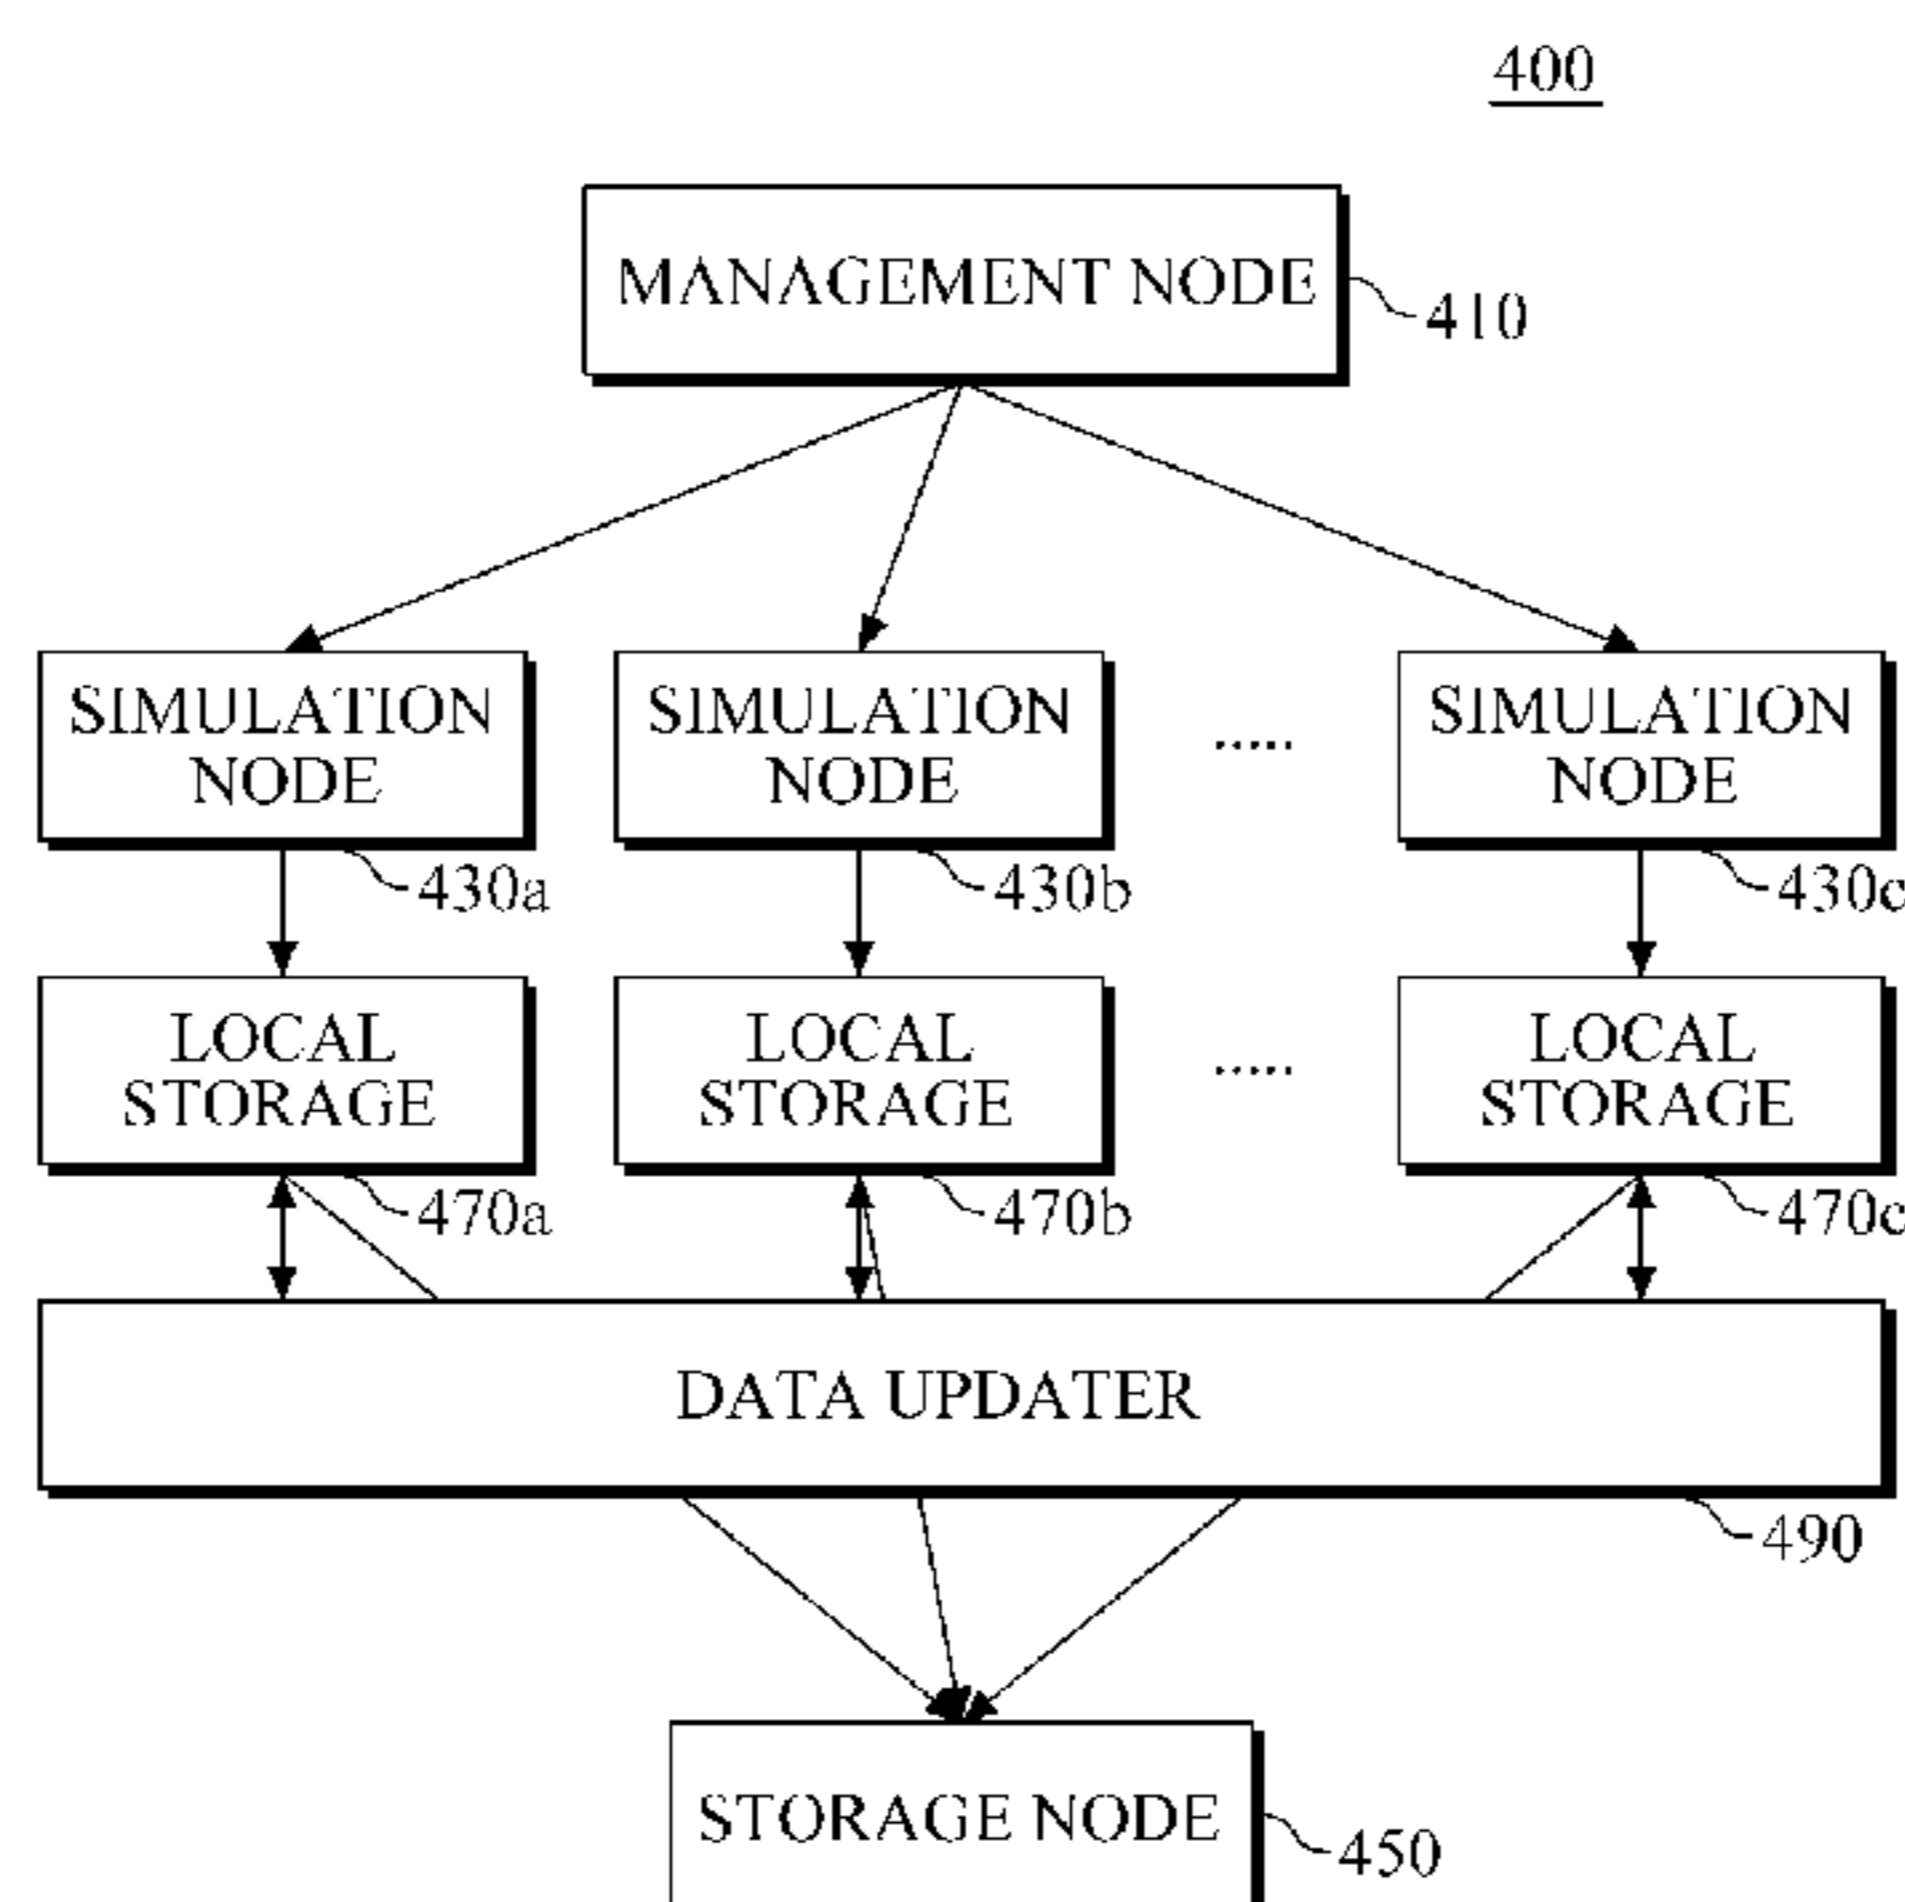 400
MANAGEMENT NODE
410
SIMULATION
NODE
SIMULATION
NODE
.....
SIMULATION
NODE
430a
430b
430c
LOCAL
STORAGE
LOCAL
STORAGE
.....
LOCAL
STORAGE
470a
470b
470c
DATA UPDATER
490
STORAGE NODE
450